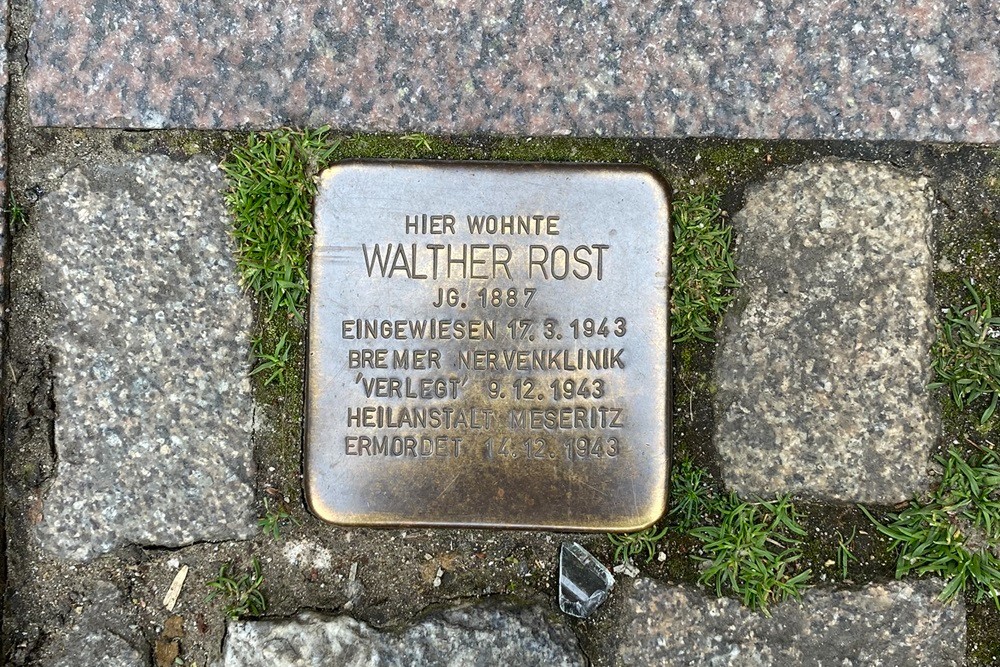 HIER WOHNTE
WALTHER ROST
JG. 1887
EINGEWIESEN 17.3.1943
BREMER NERVENKLINIK
'VERLEGT' 9.12.1943
HEILANSTALT MESERITZ
ERMORDET 14.12.1943